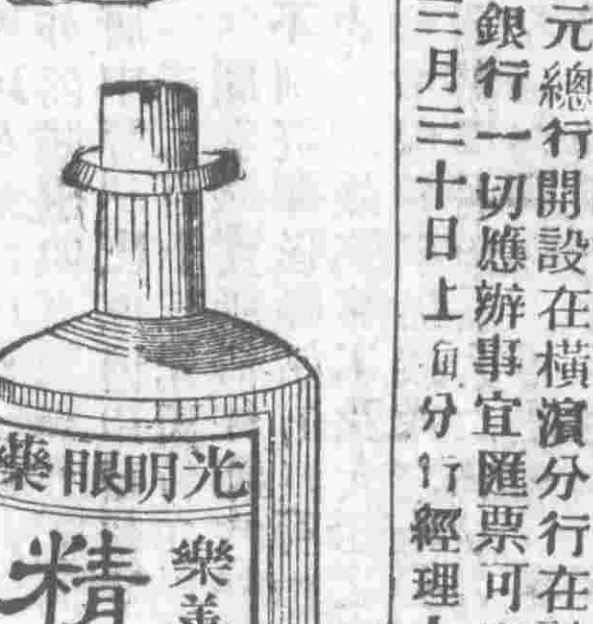 元總行開設在橫濱分行在
銀行一切應辦事宜匯票可
三月三十日上旬分行經理
光明眼藥
樂善
精